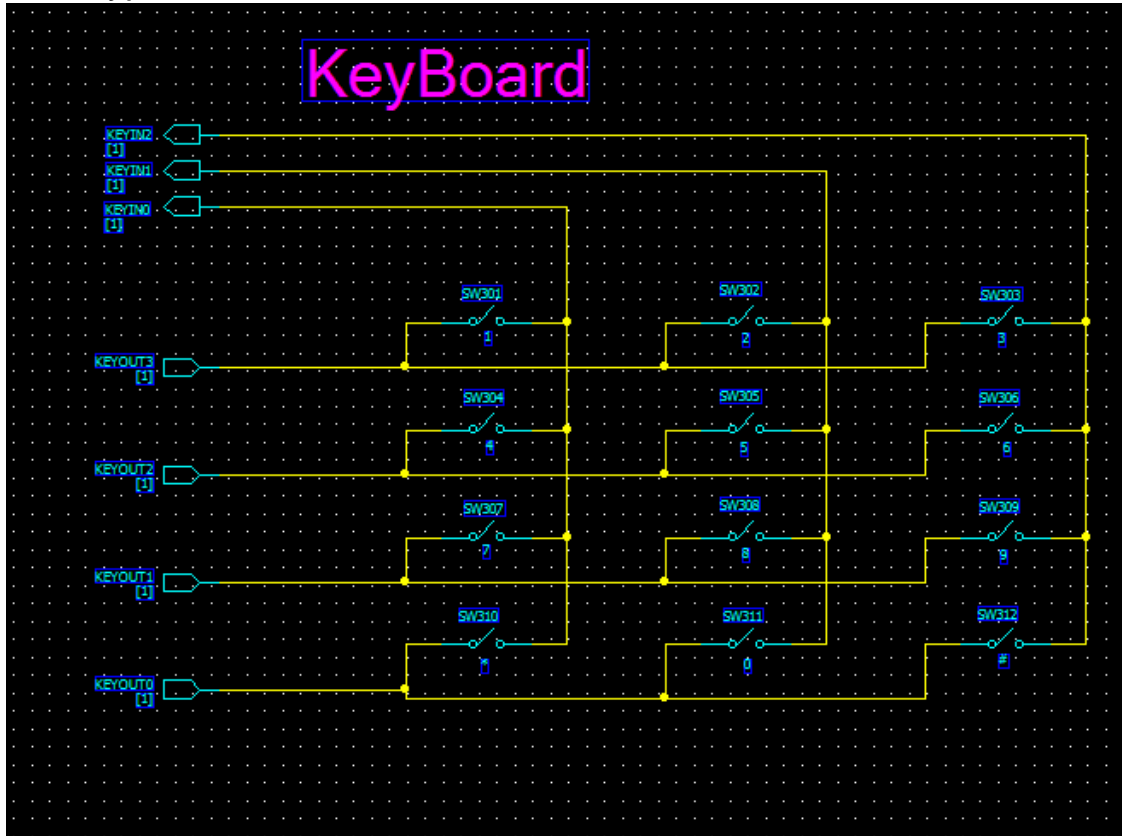 KeyBoard
KEYIN2
[1]
KEYIN1
[1]
KEYIN0
[1]
SW301
SW302
SW303
1
2
3
KEYOUT3
[1]
SW304
SW305
SW306
4
5
6
KEYOUT2
[1]
SW307
SW308
SW309
7
8
9
KEYOUT1
[1]
SW310
SW311
SW312
*
0
#
KEYOUT0
[1]